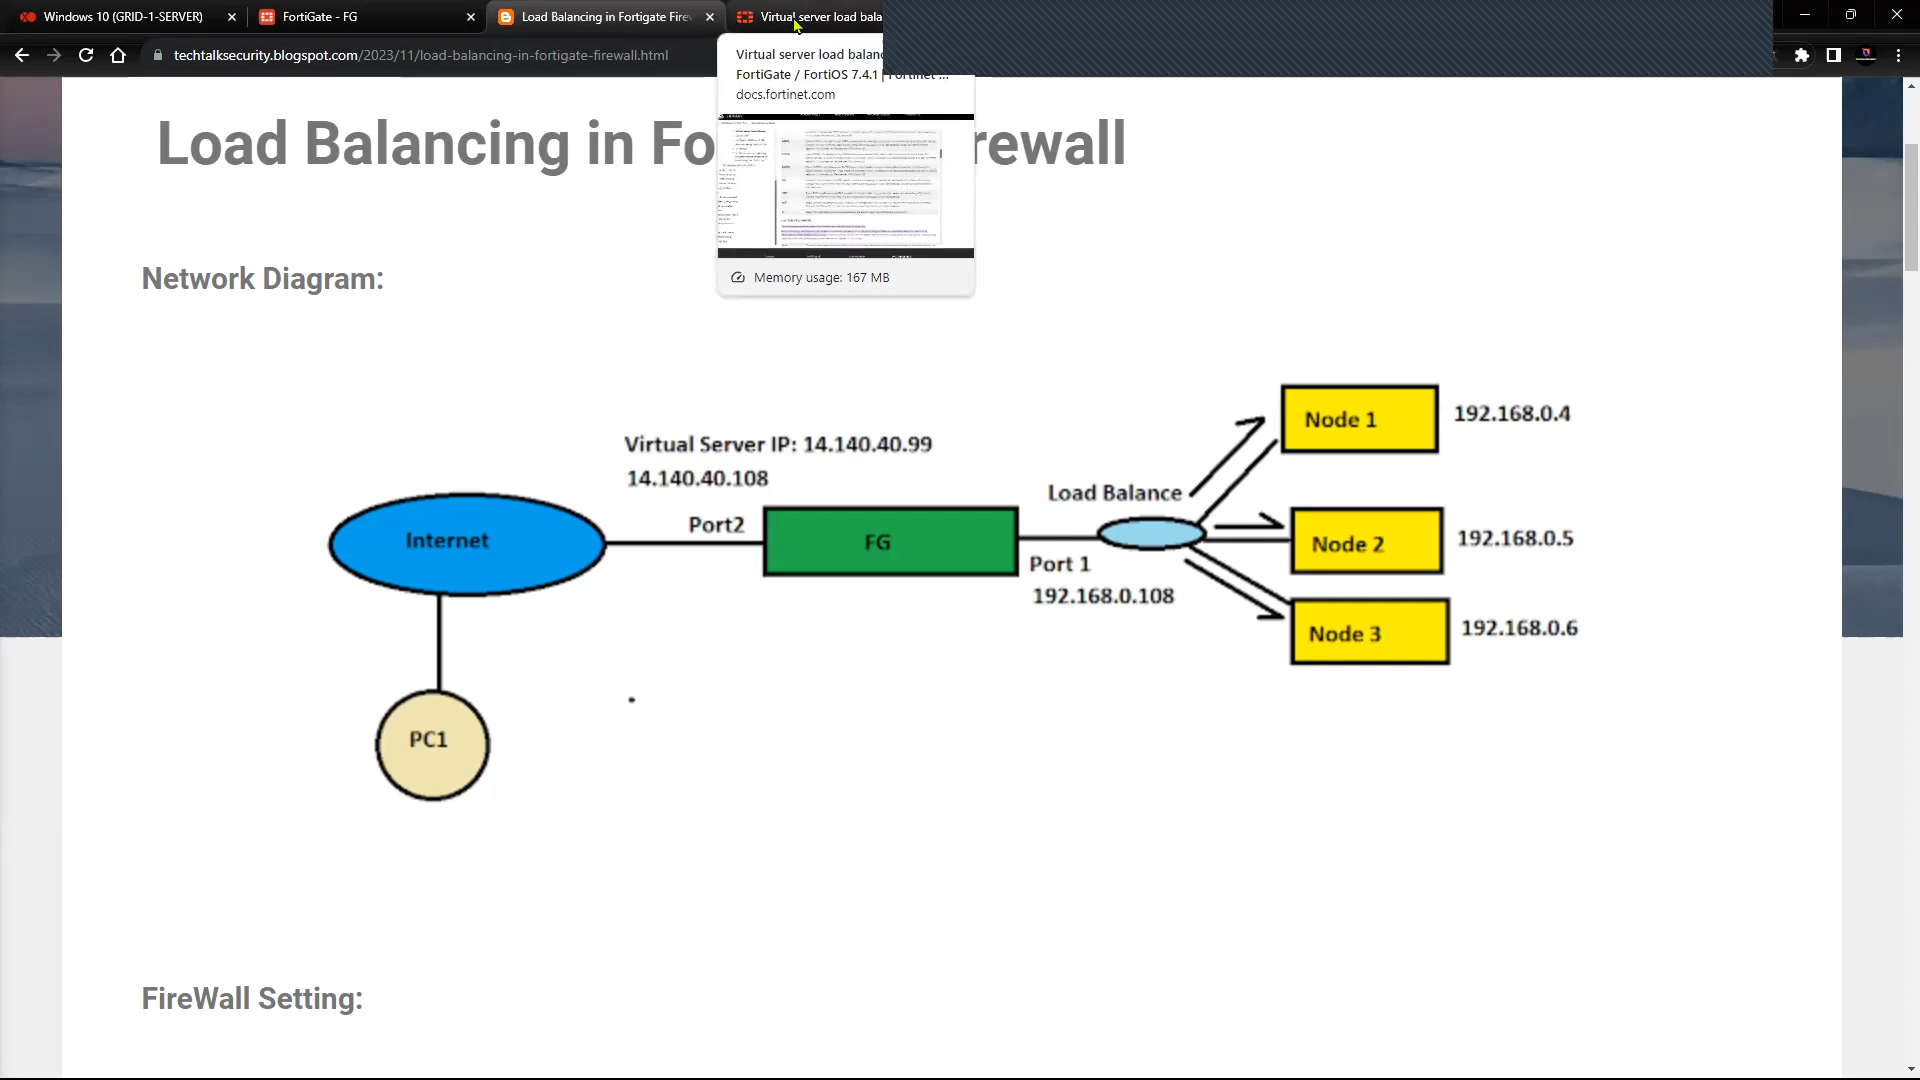 Windows 10 (GRID-1-SERVER)
FortiGate - FG
Load Balancing in Fortigate Fire
Virtual server load bala
techtalksecurity.blogspot.com/2023/11/load-balancing-in-fortigate-firewall.html
Virtual server load balanc
FortiGate / FortiOS 7.4.1 | Fortinet ...
docs.fortinet.com
Memory usage: 167 MB
Load Balancing in Fo rewall
Network Diagram:
Virtual Server IP: 14.140.40.99
14.140.40.108
Internet
Port2
FG
Load Balance
Port 1
192.168.0.108
Node 1
192.168.0.4
Node 2
192.168.0.5
Node 3
192.168.0.6
PC1
FireWall Setting: